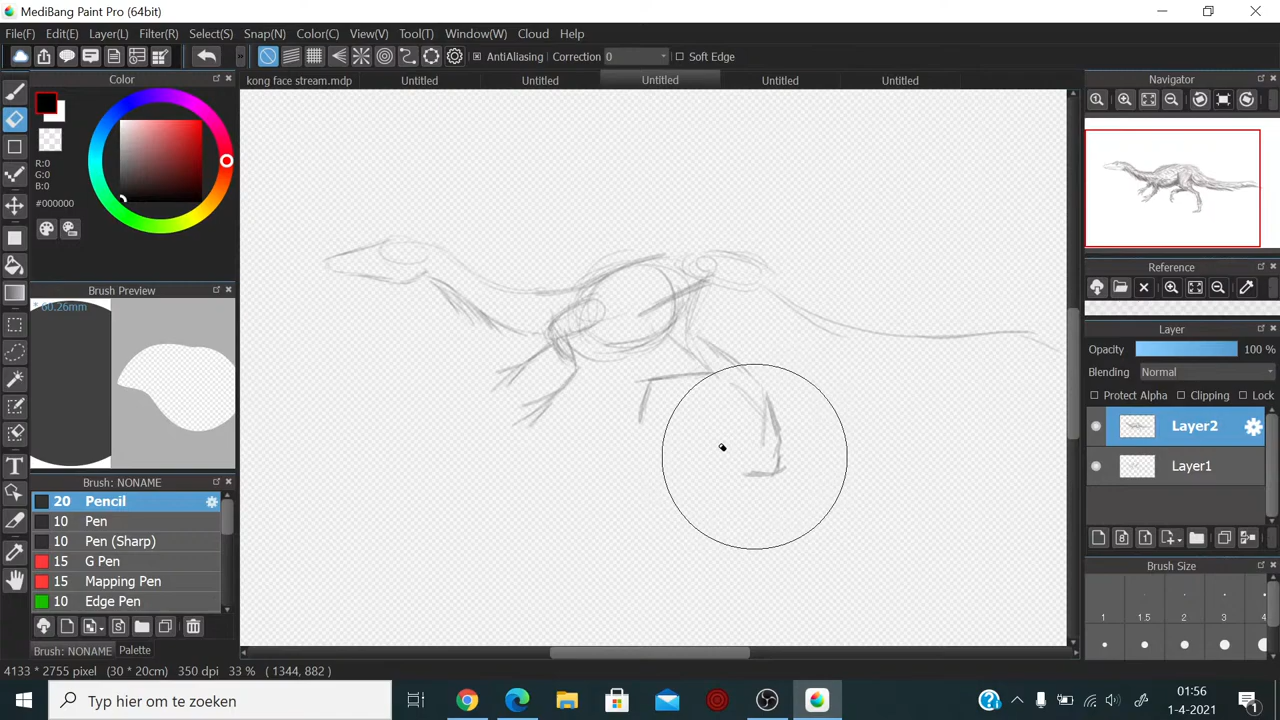 MediBang Paint Pro (64bit)
File(F) Edit(E) Layer(L) Filter(R) Select(S) Snap(N) Color(C) View(V) Tool(T) Window(W) Cloud Help
AntiAliasing Correction 0 Soft Edge
Color
kong face stream.mdp Untitled Untitled Untitled Untitled Untitled
Navigator
R:0
G:0
B:0
#000000
Reference
Brush Preview
* 60.26mm
Layer
Opacity 100 %
Blending Normal
Protect Alpha Clipping Lock
Layer2
Layer1
Brush: NONAME
20 Pencil
10 Pen
10 Pen (Sharp)
15 G Pen
15 Mapping Pen
10 Edge Pen
Brush Size
1 1.5 2 3 4
Brush: NONAME Palette
4133 * 2755 pixel (30 * 20cm) 350 dpi 33 % ( 1344, 882 )
Typ hier om te zoeken
01:56
1-4-2021
1